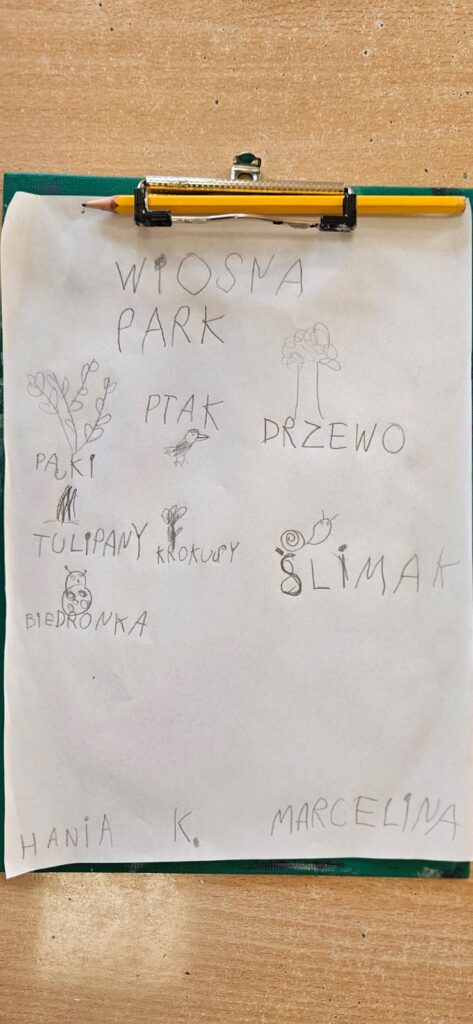 WiOSNA
PARK
PTAK
DRZEWO
PĄKI
TULIPANY
KROKUSY
ŚLiMAK
BIEDRONKA
HANiA K.
MARCELINA